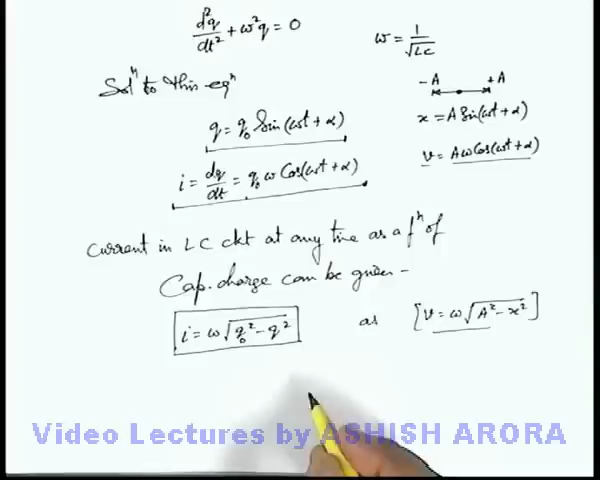 d²q/dt² + ω²q = 0
ω = 1/√LC
Solⁿ to this eqⁿ
-A +A
q = q₀ Sin(ωt + α)
x = A Sin(ωt + α)
i = dq/dt = q₀ ω Cos(ωt + α)
v = Aω Cos(ωt + α)
Current in LC ckt at any time as a fⁿ of
Cap. charge can be given –
i = ω√(q₀² – q²) as [v = ω√(A² – x²)]
Video Lectures by ASHISH ARORA